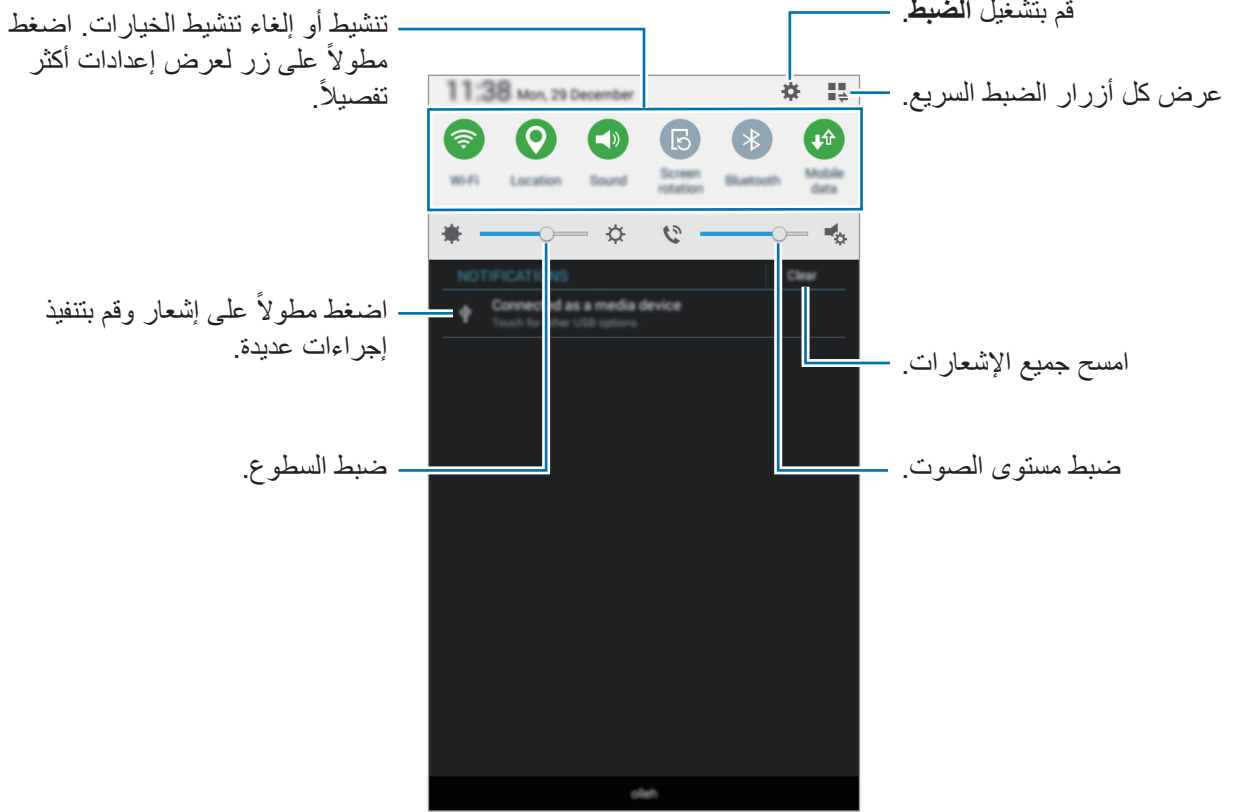 قم بتشغيل الضبط.
تنشيط أو إلغاء تنشيط الخيارات. اضغط
مطولاً على زر لعرض إعدادات أكثر
تفصيلاً.
عرض كل أزرار الضبط السريع.
11:38 Mon, 29 December
Wi-Fi
Location
Sound
Screen
rotation
Bluetooth
Mobile
data
NOTIFICATIONS
Clear
Connected as a media device
Touch for other USB options.
اضغط مطولاً على إشعار وقم بتنفيذ
إجراءات عديدة.
امسح جميع الإشعارات.
ضبط السطوع.
ضبط مستوى الصوت.
olleh